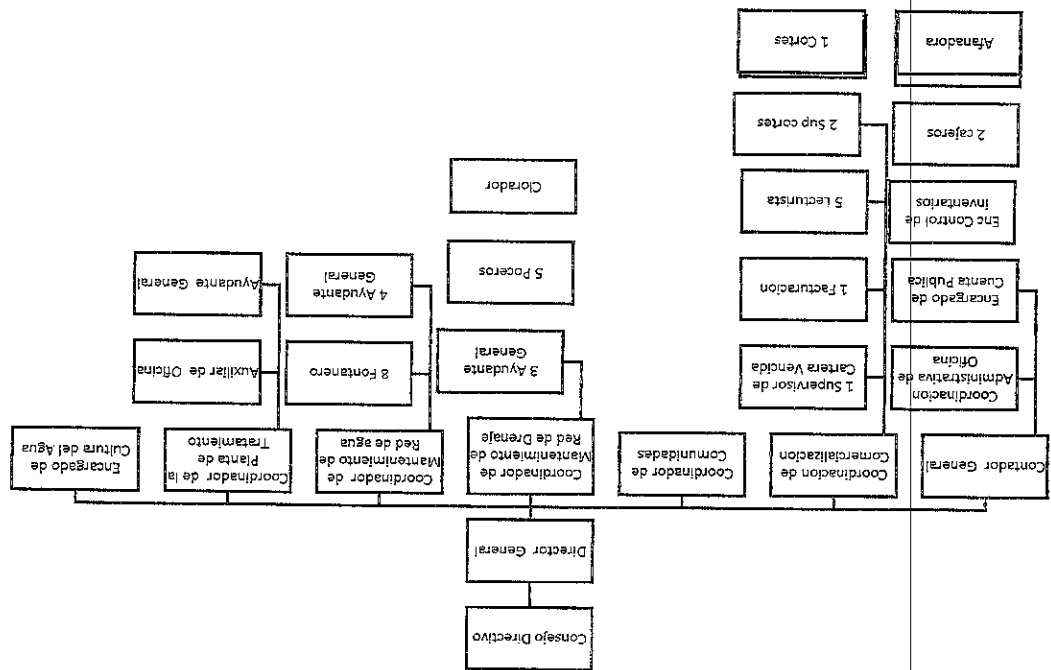 Consejo Directivo
Director General
Contador General
Coordinacion de
Comercializacion
Coordinador de
Comunidades
Coordinador de
Mantenimiento de
Red de Drenaje
Coordinador de
Mantenimiento de
Red de agua
Coordinador de la
Planta de
Tratamiento
Encargado de
Cultura del Agua
Coordinacion
Administrativa de
Oficina
1 Supervisor de
Cartera Vencida
3 Ayudante
General
8 Fontanero
Auxiliar de Oficina
Encargado de
Cuenta Publica
1 Facturacion
5 Poceros
4 Ayudante
General
Ayudante General
Enc Control de
inventarios
5 Lecturista
Clorador
2 cajeros
2 Sup cortes
Afanadora
1 Cortes